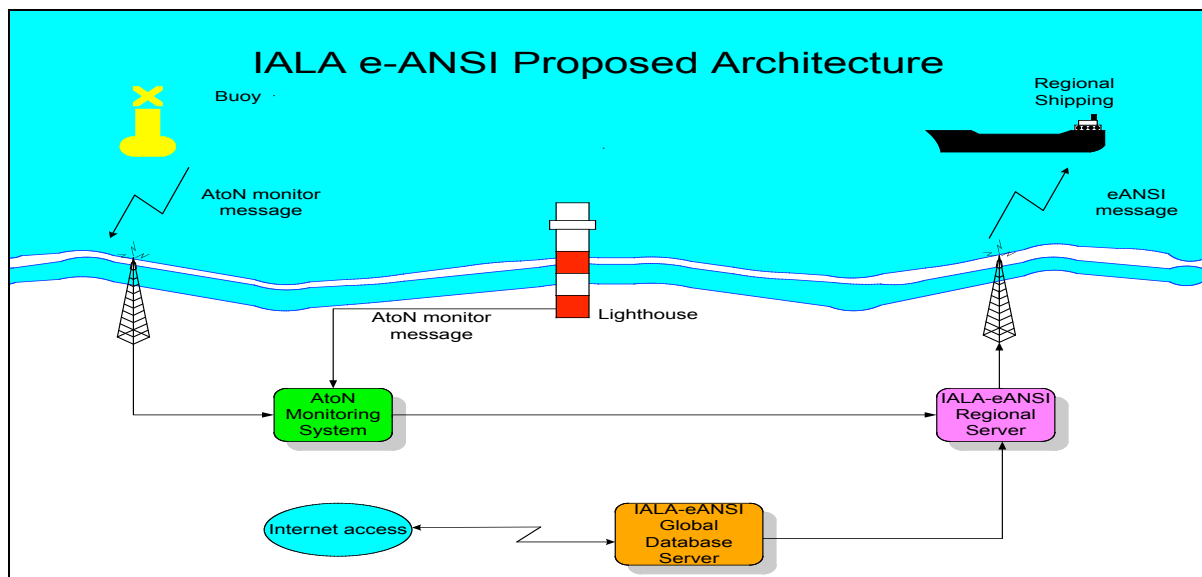 IALA e-ANSI Proposed Architecture
Buoy
Regional
Shipping
AtoN monitor
message
eANSI
message
AtoN monitor
message
Lighthouse
AtoN
Monitoring
System
IALA-eANSI
Regional
Server
Internet access
IALA-eANSI
Global
Database
Server